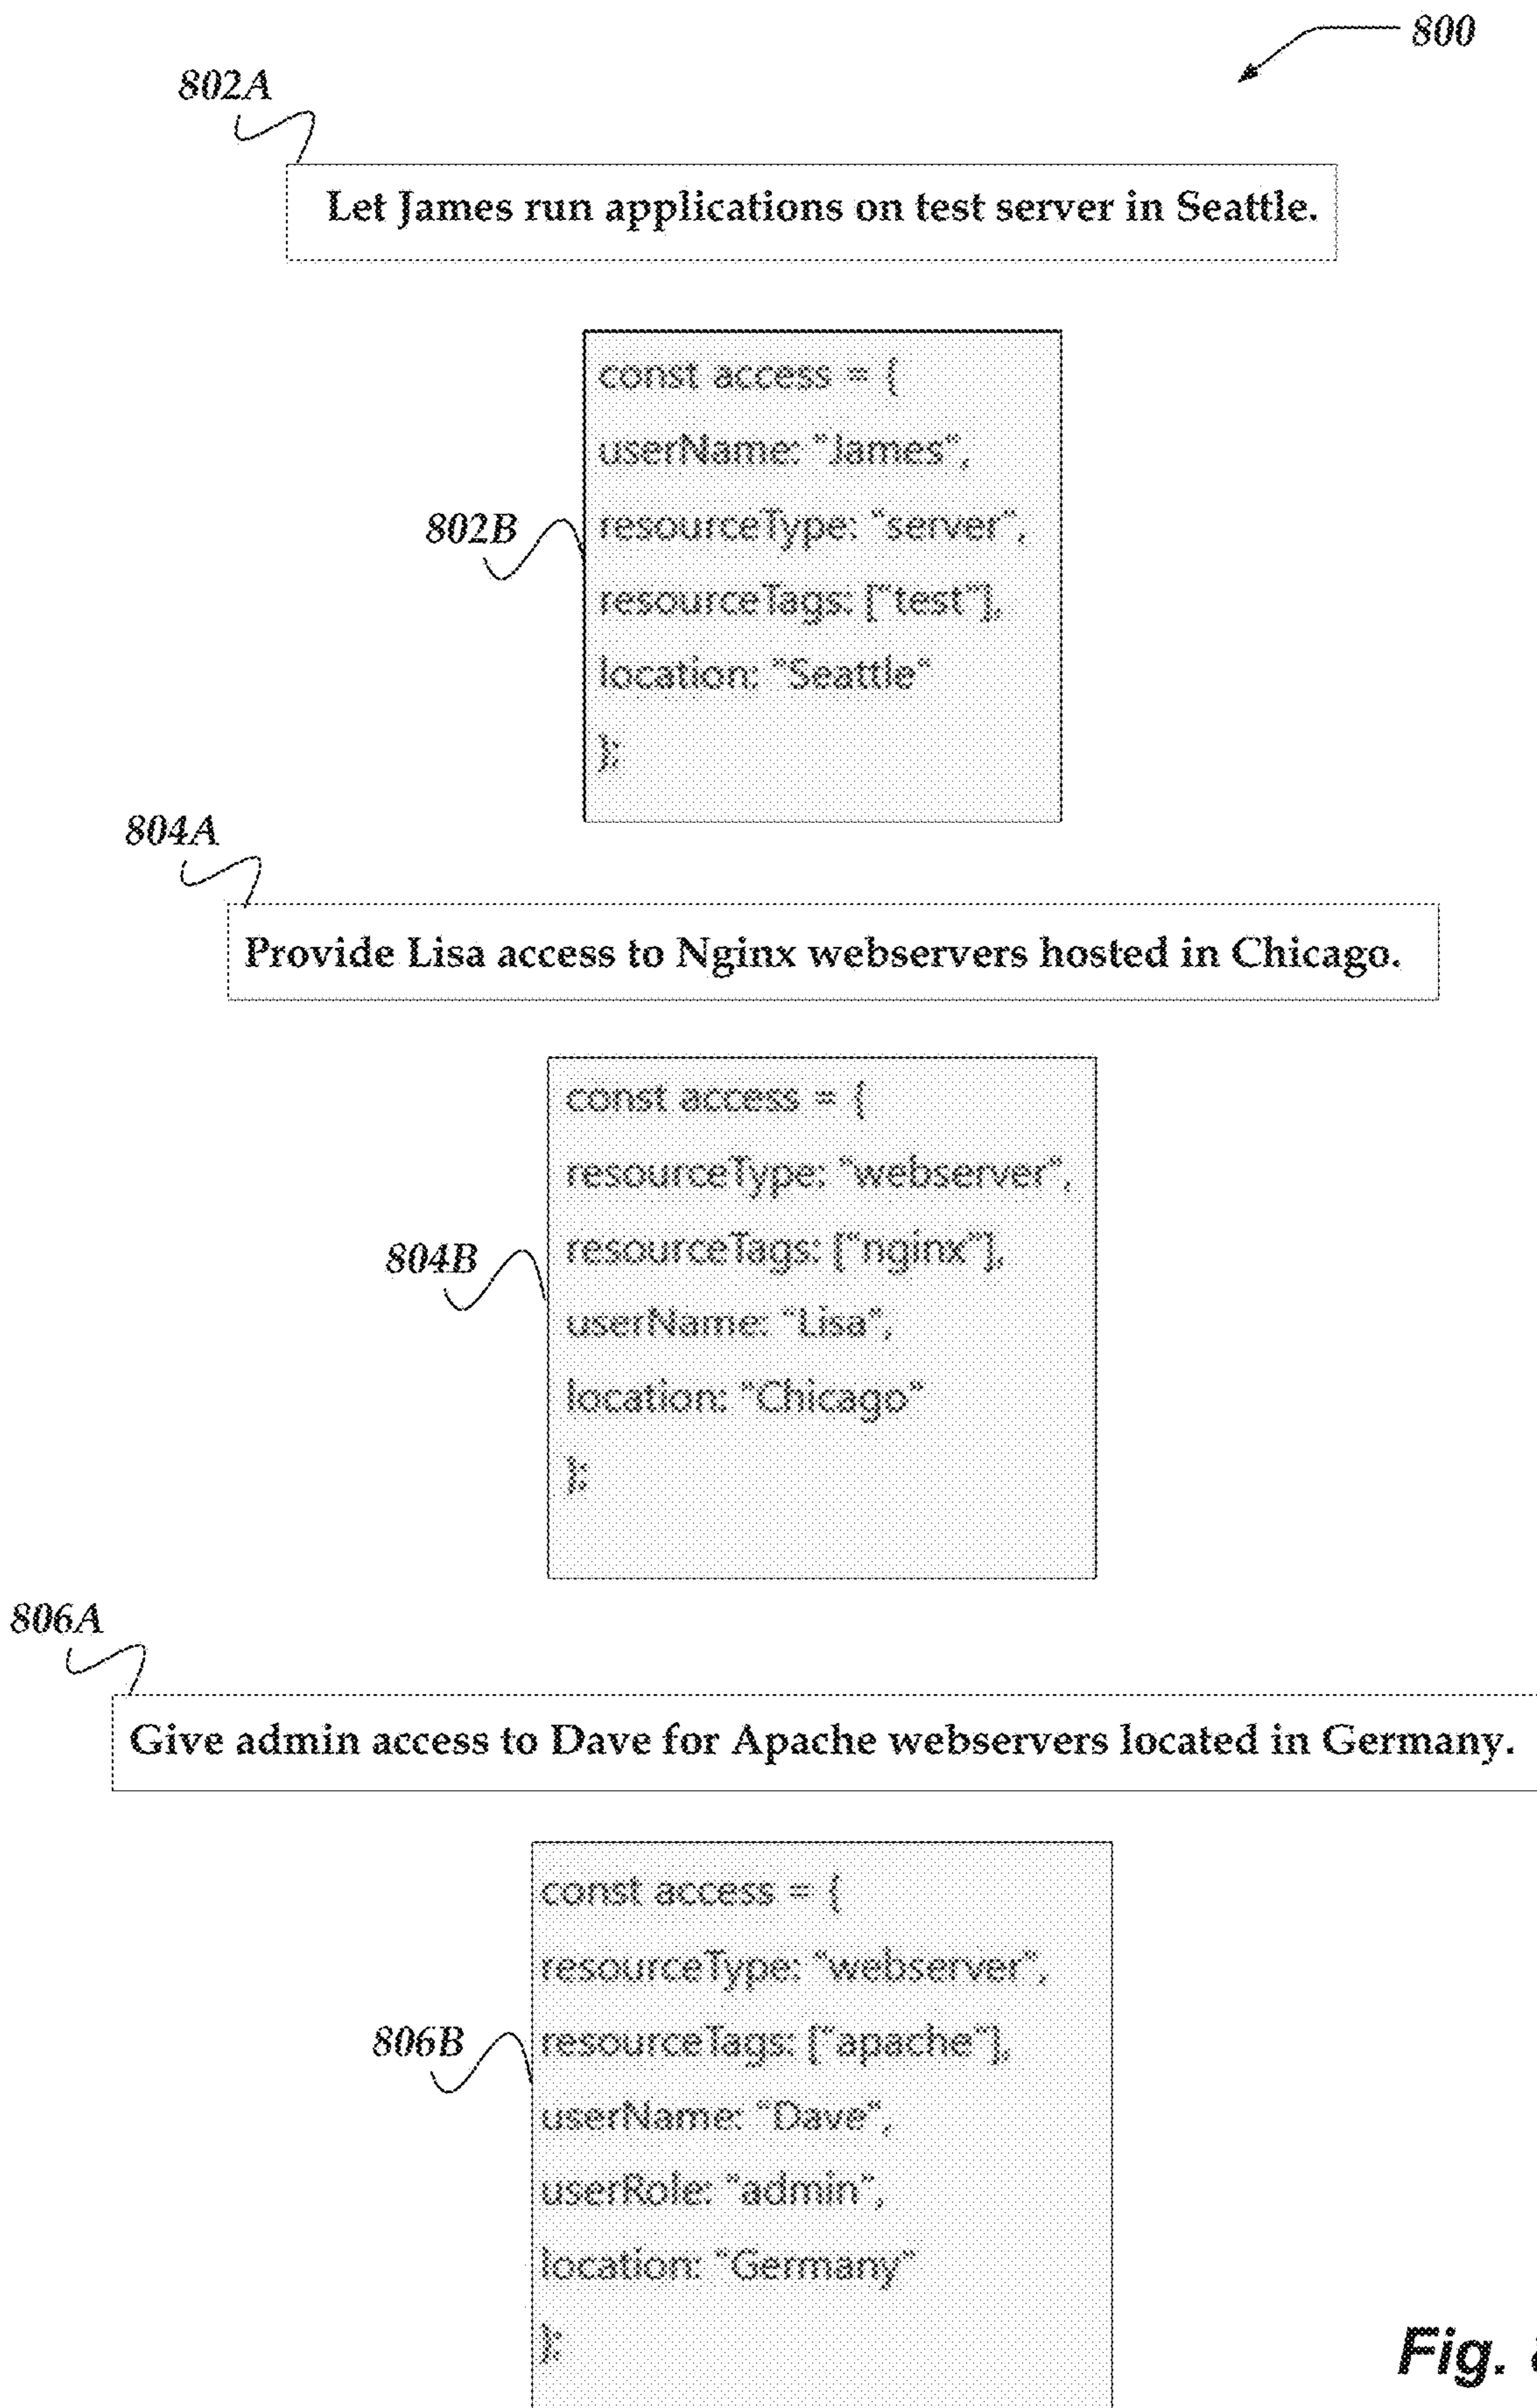 800
802A
Let James run applications on test server in Seattle.
const access = {
userName: "James",
802B
resourceType: "server",
resourceTags: ["test"],
location: "Seattle"
};
804A
Provide Lisa access to Nginx webservers hosted in Chicago.
const access = {
resourceType: "webserver",
804B
resourceTags: ["nginx"],
userName: "Lisa",
location: "Chicago"
};
806A
Give admin access to Dave for Apache webservers located in Germany.
const access = {
resourceType: "webserver",
806B
resourceTags: ["apache"],
userName: "Dave",
userRole: "admin",
location: "Germany"
};
Fig.